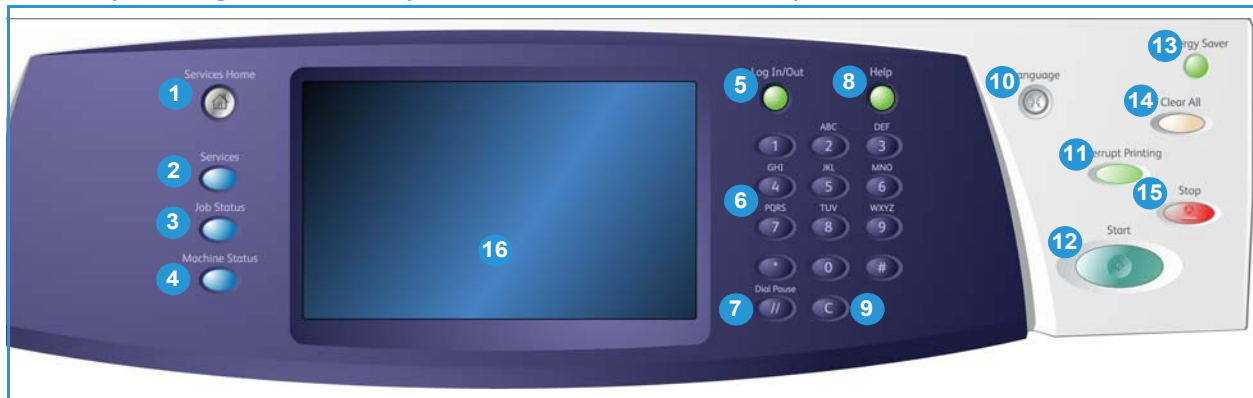 Services Home
1
Services
2
Job Status
3
Machine Status
4
16
Log In/Out
5
Help
8
1
ABC
2
DEF
3
GHI
4
JKL
5
MNO
6
6
PQRS
7
TUV
8
WXYZ
9
*
0
#
Dial Pause
7
//
C
9
anguage
10
13
ergy Saver
14
Clear All
11
errupt Printing
15
Stop
12
Start